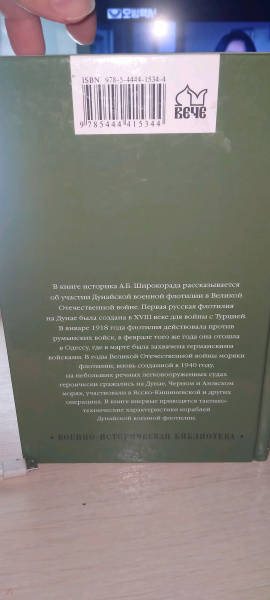 ISBN 978-5-4444-1534-4
9 785444 415344
ВЕЧЕ
В книге историка А.Б. Широкорада рассказывается
об участии Дунайской военной флотилии в Великой
Отечественной войне. Первая русская флотилия
на Дунае была создана в XVIII веке для войны с Турцией.
В январе 1918 года флотилия действовала против
румынских войск, в феврале того же года она отошла
в Одессу, где в марте была захвачена германскими
войсками. В годы Великой Отечественной войны моряки
флотилии, вновь созданной в 1940 году,
на небольших речных легковооруженных судах
героически сражались на Дунае, Черном и Азовском
морях, участвовали в Ясско-Кишиневской и других
операциях. В книге впервые приводятся тактико-
технические характеристики кораблей
Дунайской военной флотилии.
• ВОЕННО-ИСТОРИЧЕСКАЯ БИБЛИОТЕКА •